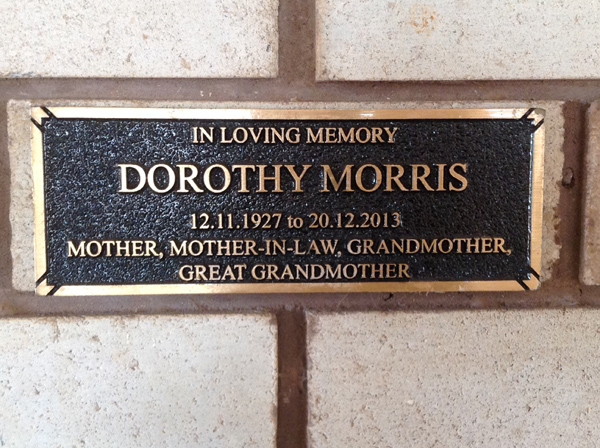 IN LOVING MEMORY
DOROTHY MORRIS
12.11.1927 to 20.12.2013
MOTHER, MOTHER-IN-LAW, GRANDMOTHER,
GREAT GRANDMOTHER